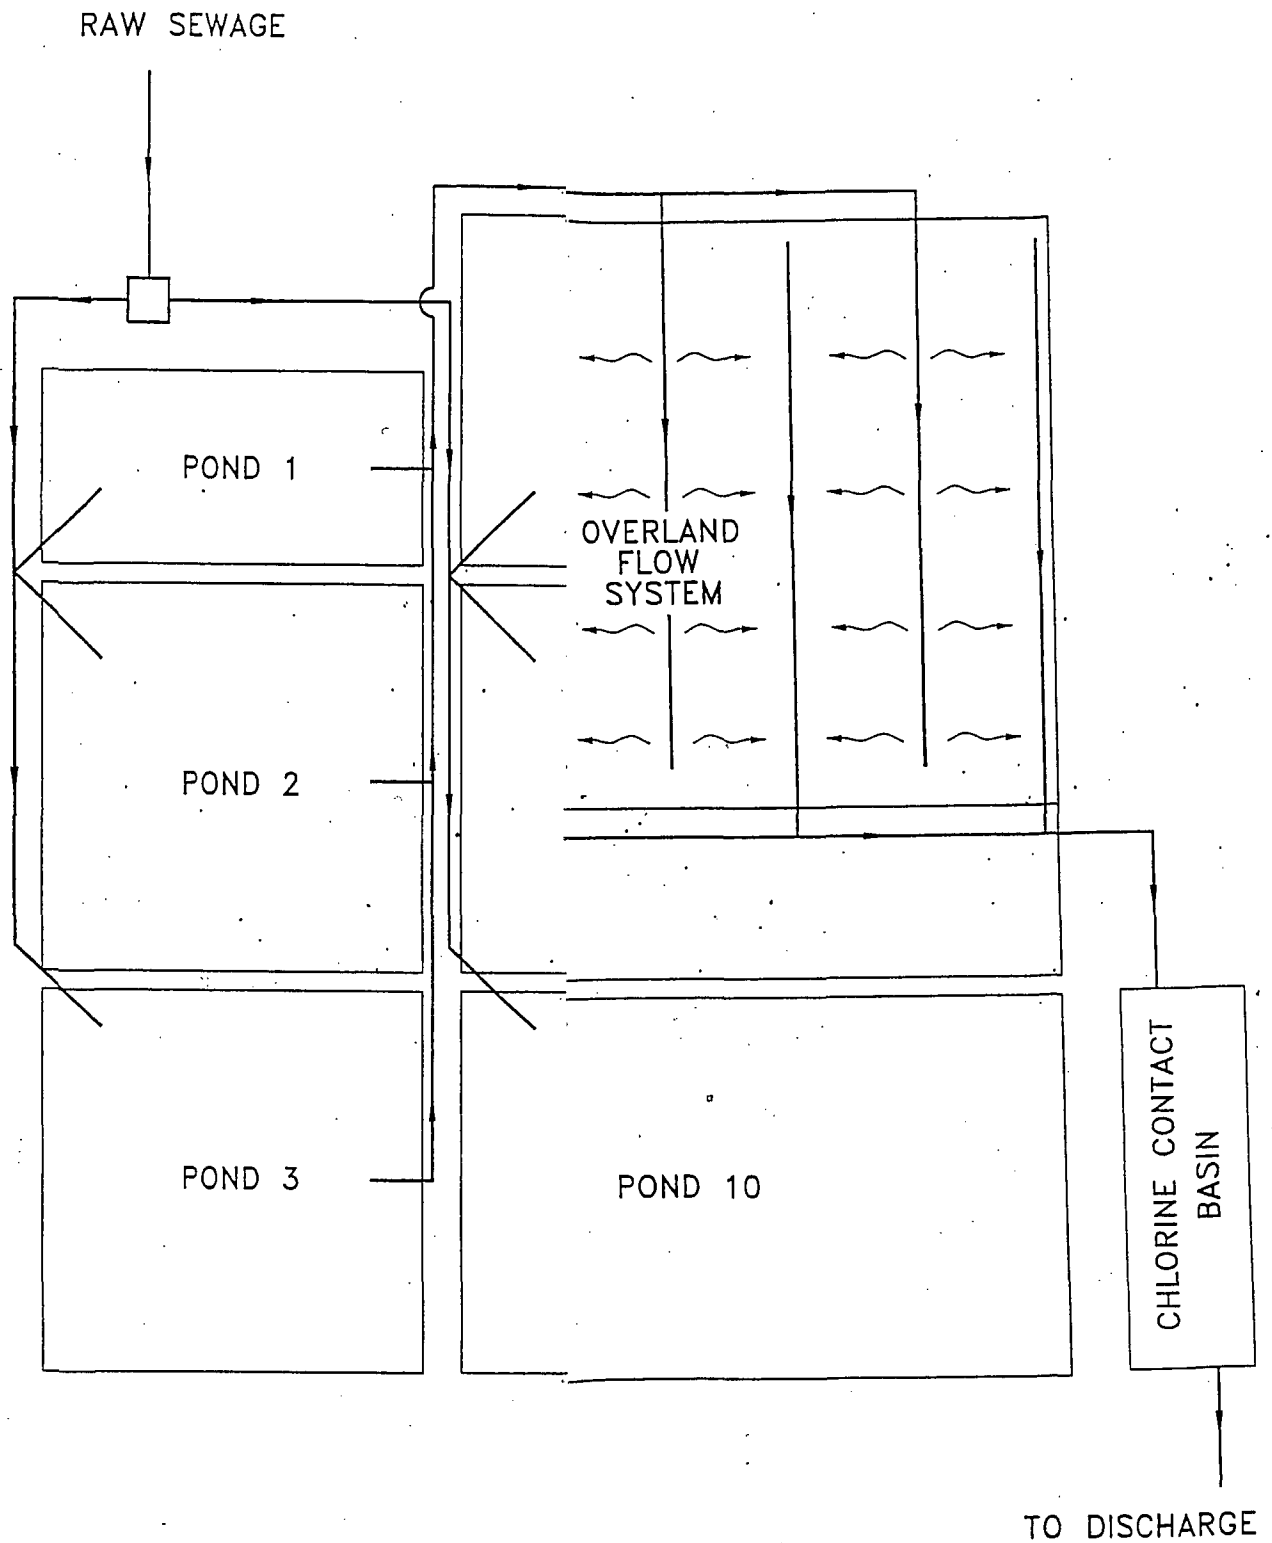 RAW SEWAGE
POND 1
OVERLAND
FLOW
SYSTEM
POND 2
POND 3
POND 10
CHLORINE CONTACT
BASIN
TO DISCHARGE